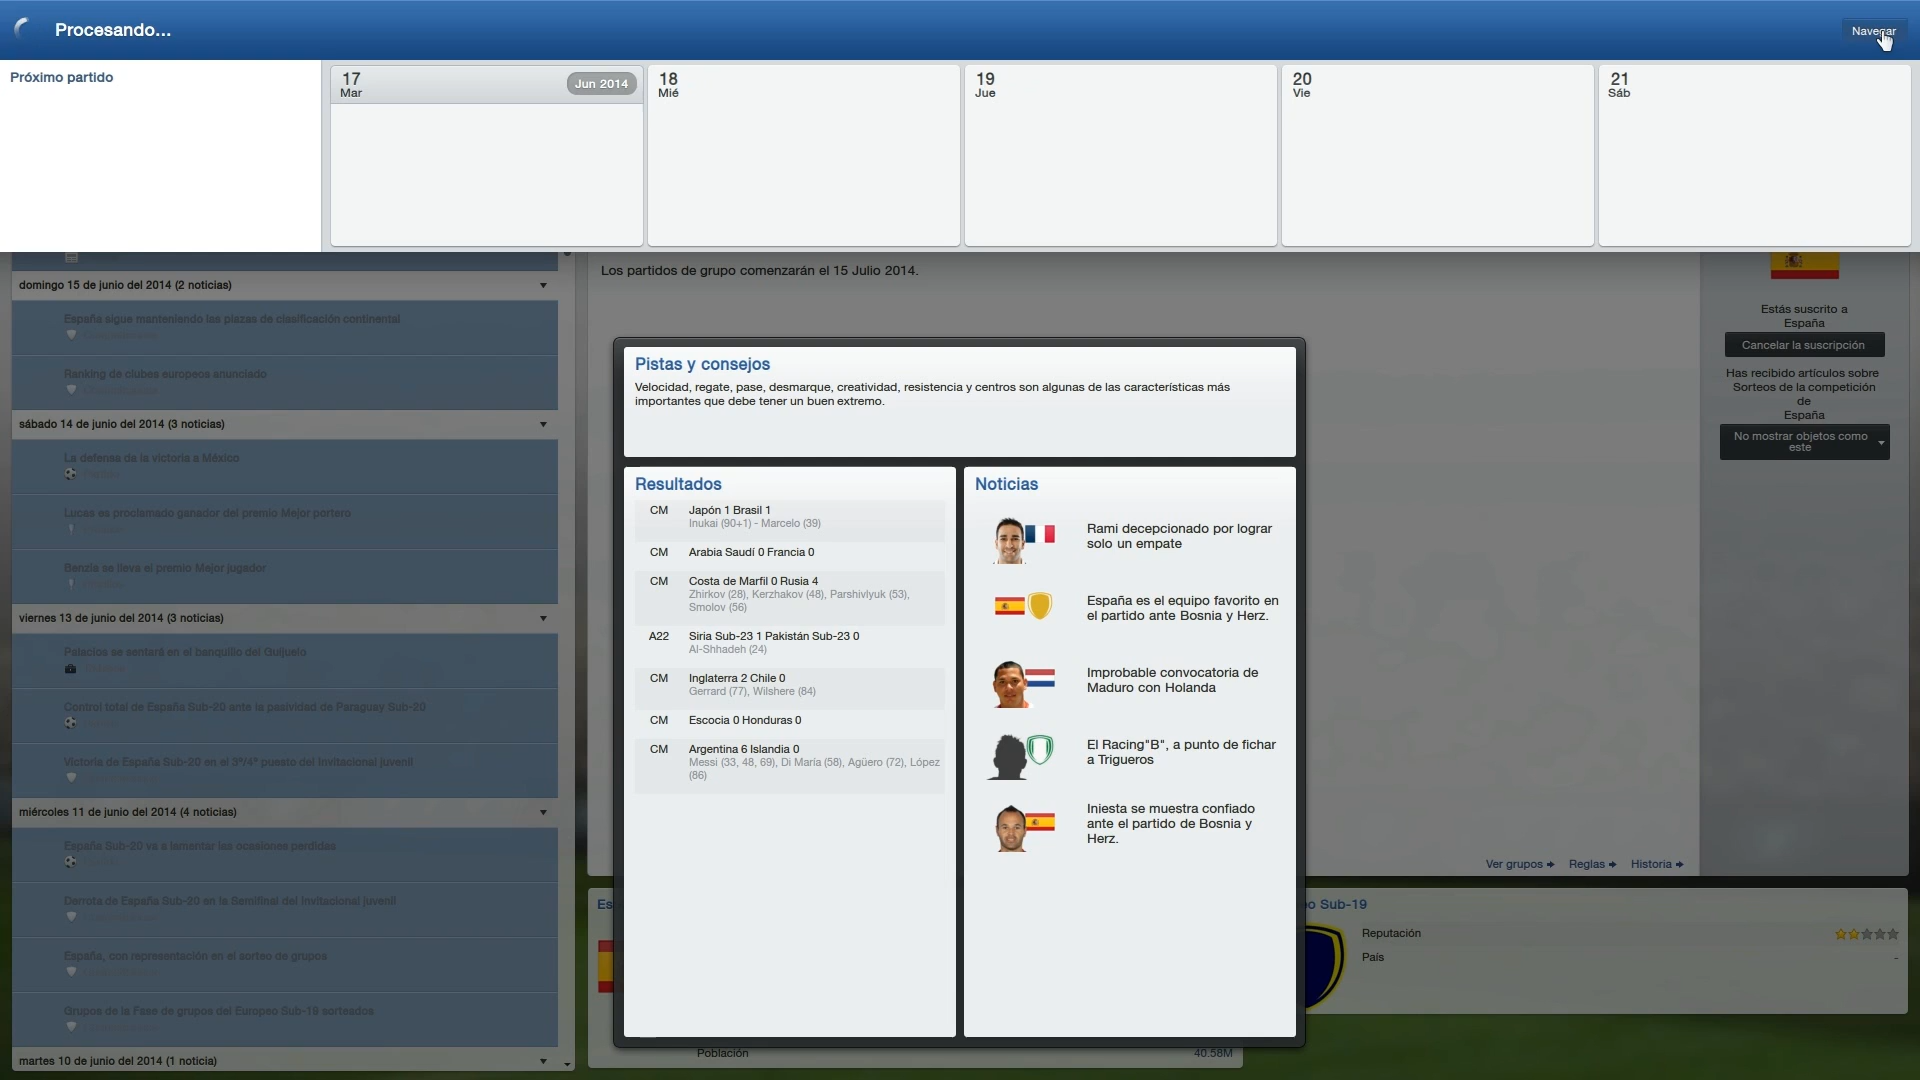 Procesando...
Navegar
Próximo partido
17
Mar
Jun 2014
18
Mié
19
Jue
20
Vie
21
Sáb
domingo 15 de junio del 2014 (2 noticias)
España sigue manteniendo las plazas de clasificación continental
Ranking de clubes europeos anunciado
sábado 14 de junio del 2014 (3 noticias)
La defensa da la victoria a México
Partido
Lucas es proclamado ganador del premio Mejor portero
Benzia se lleva el premio Mejor jugador
viernes 13 de junio del 2014 (3 noticias)
Palacios se sentará en el banquillo del Guijuelo
Control total de España Sub-20 ante la pasividad de Paraguay Sub-20
Victoria de España Sub-20 en el 3º/4º puesto del Invitacional juvenil
miércoles 11 de junio del 2014 (4 noticias)
España Sub-20 va a lamentar las ocasiones perdidas
Derrota de España Sub-20 en la Semifinal del Invitacional juvenil
España, con representación en el sorteo de grupos
Grupos de la Fase de grupos del Europeo Sub-19 sorteados
martes 10 de junio del 2014 (1 noticia)
Los partidos de grupo comenzarán el 15 Julio 2014.
Pistas y consejos
Velocidad, regate, pase, desmarque, creatividad, resistencia y centros son algunas de las características más
importantes que debe tener un buen extremo.
Resultados
CM Japón 1 Brasil 1
Inukai (90+1) - Marcelo (39)
CM Arabia Saudí 0 Francia 0
CM Costa de Marfil 0 Rusia 4
Zhirkov (28), Kerzhakov (48), Parshivlyuk (53),
Smolov (56)
A22 Siria Sub-23 1 Pakistán Sub-23 0
Al-Shhadeh (24)
CM Inglaterra 2 Chile 0
Gerrard (77), Wilshere (84)
CM Escocia 0 Honduras 0
CM Argentina 6 Islandia 0
Messi (33, 48, 69), Di María (58), Agüero (72), López
(86)
Noticias
Rami decepcionado por lograr
solo un empate
España es el equipo favorito en
el partido ante Bosnia y Herz.
Improbable convocatoria de
Maduro con Holanda
El Racing"B", a punto de fichar
a Trigueros
Iniesta se muestra confiado
ante el partido de Bosnia y
Herz.
Estás suscrito a
España
Cancelar la suscripción
Has recibido artículos sobre
Sorteos de la competición
de
España
No mostrar objetos como
este
Ver grupos
Reglas
Historia
Es
o Sub-19
Reputación
País -
Población 40.58M